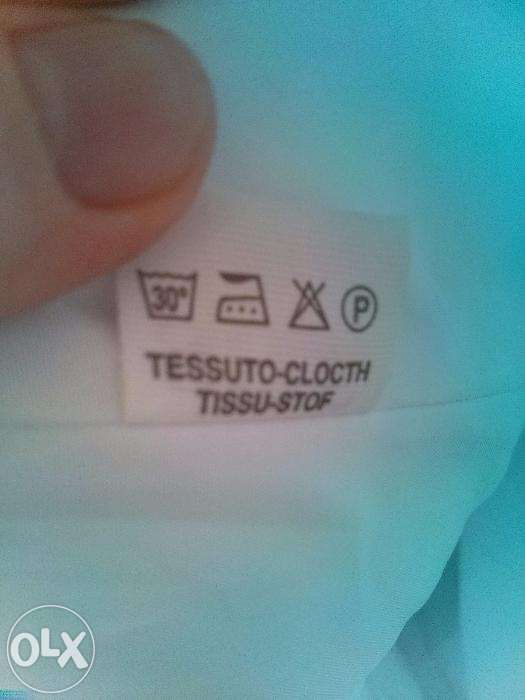 30° P
TESSUTO-CLOCTH
TISSU-STOF
OLX